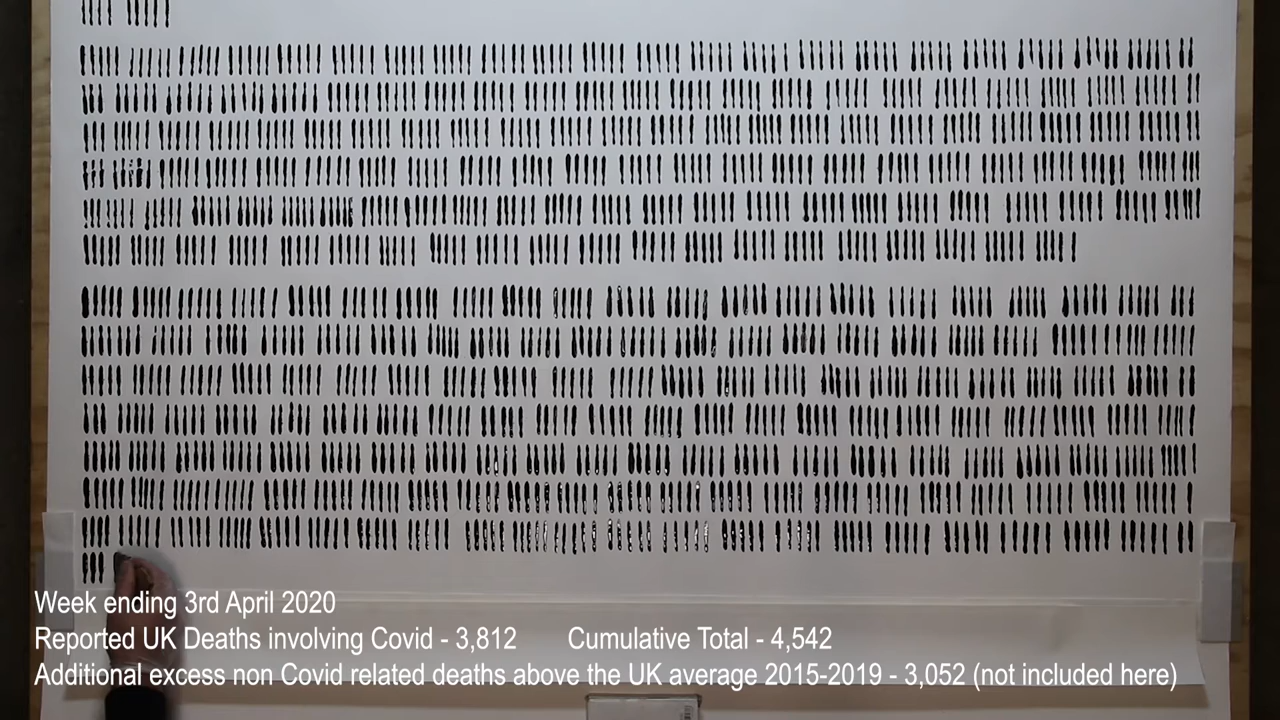 Week ending 3rd April 2020
Reported UK Deaths involving Covid - 3,812 Cumulative Total - 4,542
Additional excess non Covid related deaths above the UK average 2015-2019 - 3,052 (not included here)